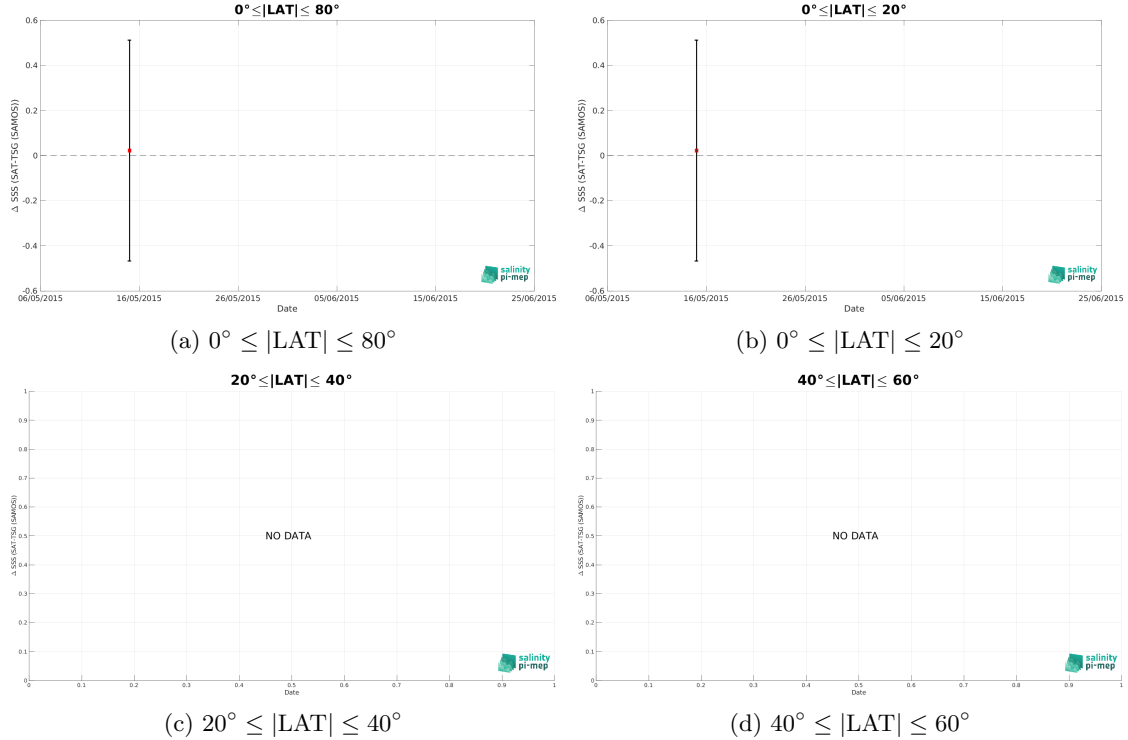 0°≤|LAT|≤ 80°
0.6
0.4
0.2
0
-0.2
-0.4
-0.6
Δ SSS (SAT-TSG (SAMOS))
06/05/2015 16/05/2015 26/05/2015 05/06/2015 15/06/2015 25/06/2015
Date
salinity
pi-mep
(a) 0° ≤ |LAT| ≤ 80°
0°≤|LAT|≤ 20°
0.6
0.4
0.2
0
-0.2
-0.4
-0.6
Δ SSS (SAT-TSG (SAMOS))
06/05/2015 16/05/2015 26/05/2015 05/06/2015 15/06/2015 25/06/2015
Date
salinity
pi-mep
(b) 0° ≤ |LAT| ≤ 20°
20°≤|LAT|≤ 40°
1
0.9
0.8
0.7
0.6
0.5
0.4
0.3
0.2
0.1
0
Δ SSS (SAT-TSG (SAMOS))
NO DATA
0 0.1 0.2 0.3 0.4 0.5 0.6 0.7 0.8 0.9 1
Date
salinity
pi-mep
(c) 20° ≤ |LAT| ≤ 40°
40°≤|LAT|≤ 60°
1
0.9
0.8
0.7
0.6
0.5
0.4
0.3
0.2
0.1
0
Δ SSS (SAT-TSG (SAMOS))
NO DATA
0 0.1 0.2 0.3 0.4 0.5 0.6 0.7 0.8 0.9 1
Date
salinity
pi-mep
(d) 40° ≤ |LAT| ≤ 60°